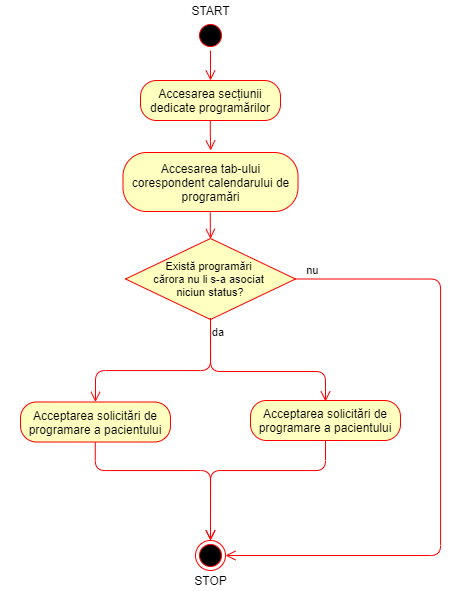 START
Accesarea secțiunii
dedicate programărilor
Accesarea tab-ului
corespondent calendarului de
programări
Există programări
cărora nu li s-a asociat
niciun status?
nu
da
Acceptarea solicitări de
programare a pacientului
Acceptarea solicitări de
programare a pacientului
STOP